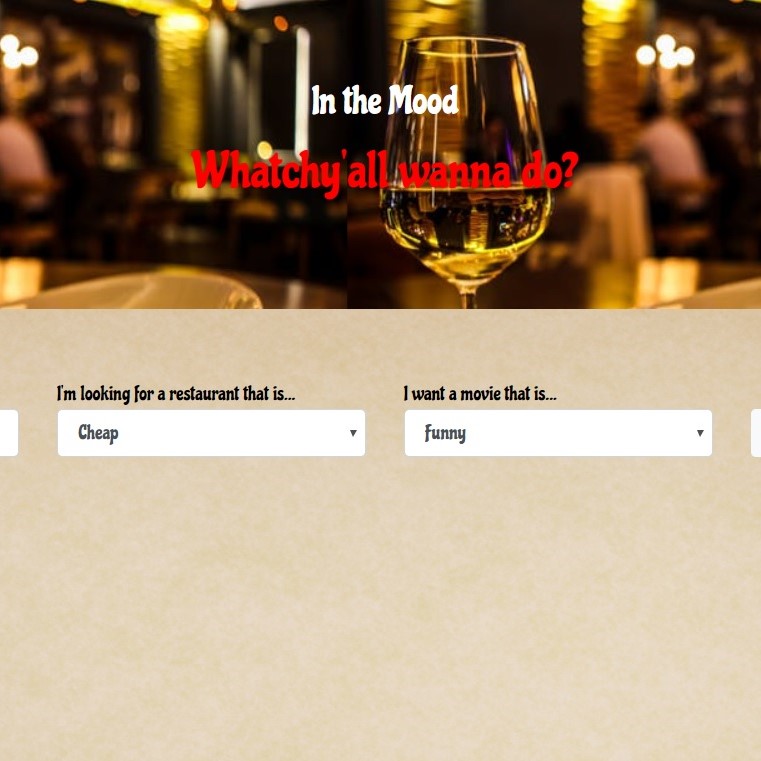 In the Mood
Whatchy'all wanna do?
I'm looking for a restaurant that is...
I want a movie that is...
Cheap
Funny